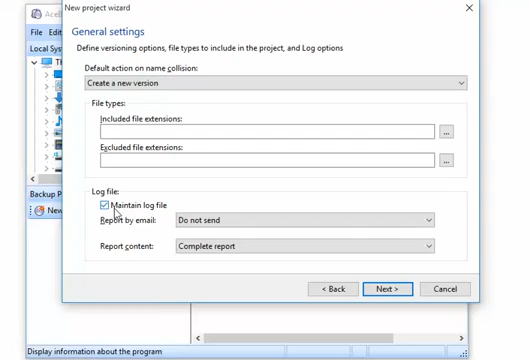 New project wizard
General settings
Define versioning options, file types to include in the project, and Log options
Default action on name collision:
Create a new version
File types:
Included file extensions:
...
Excluded file extensions:
...
Log file:
Maintain log file
Report by email:
Do not send
Report content:
Complete report
< Back
Next >
Cancel
File
Local Sys
Backup P
New
Display information about the program